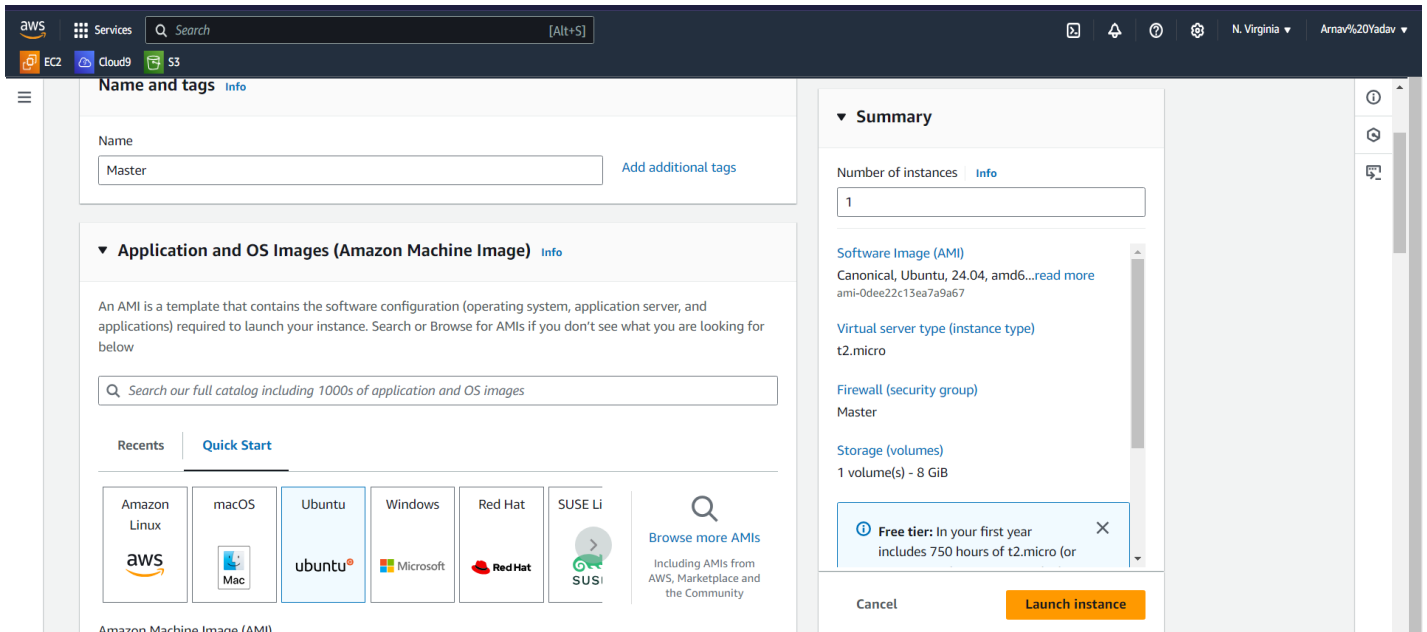 aws
Services
Search
[Alt+S]
N. Virginia
Arnav%20Yadav
EC2
Cloud9
S3
Name and tags Info
Name
Master
Add additional tags
Application and OS Images (Amazon Machine Image) Info
An AMI is a template that contains the software configuration (operating system, application server, and
applications) required to launch your instance. Search or Browse for AMIs if you don't see what you are looking for
below
Search our full catalog including 1000s of application and OS images
Recents
Quick Start
Amazon
Linux
aws
macOS
Mac
Ubuntu
ubuntu
Windows
Microsoft
Red Hat
Red Hat
SUSE Li
SUS
Browse more AMIs
Including AMIs from
AWS, Marketplace and
the Community
Amazon Machine Image (AMI)
Summary
Number of instances Info
1
Software Image (AMI)
Canonical, Ubuntu, 24.04, amd6...read more
ami-0dee22c13ea7a9a67
Virtual server type (instance type)
t2.micro
Firewall (security group)
Master
Storage (volumes)
1 volume(s) - 8 GiB
Free tier: In your first year
includes 750 hours of t2.micro (or
Cancel
Launch instance